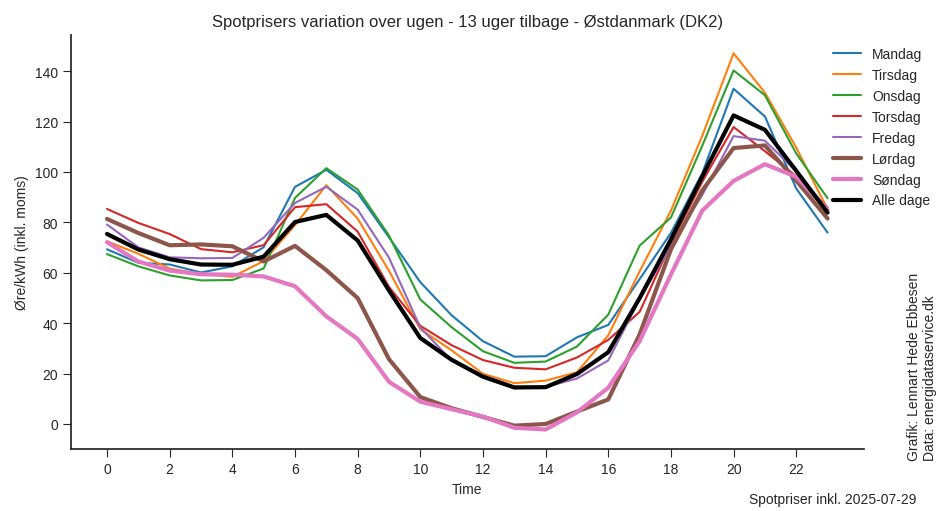 Spotprisers variation over ugen - 13 uger tilbage - Østdanmark (DK2)
Øre/kWh (inkl. moms)
140
120
100
80
60
40
20
0
0 2 4 6 8 10 12 14 16 18 20 22
Time
Mandag
Tirsdag
Onsdag
Torsdag
Fredag
Lørdag
Søndag
Alle dage
Grafik: Lennart Hede Ebbesen
Data: energidataservice.dk
Spotpriser inkl. 2025-07-29